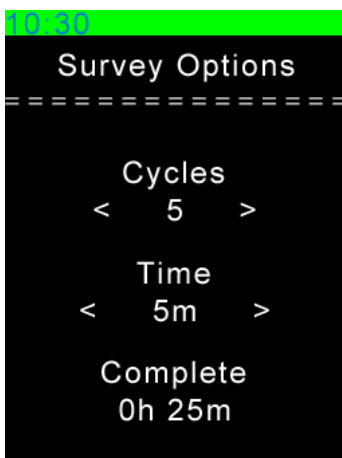 10:30
Survey Options
= = = = = = = = = = = = = = =
Cycles
< 5 >
Time
< 5m >
Complete
0h 25m